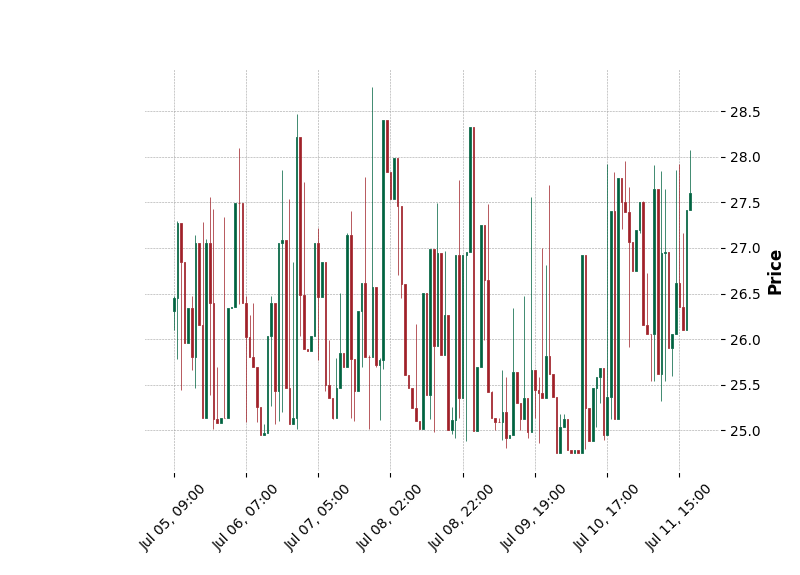 28.5
28.0
27.5
27.0
26.5
26.0
25.5
25.0
Price
Jul 05, 09:00
Jul 06, 07:00
Jul 07, 05:00
Jul 08, 02:00
Jul 08, 22:00
Jul 09, 19:00
Jul 10, 17:00
Jul 11, 15:00